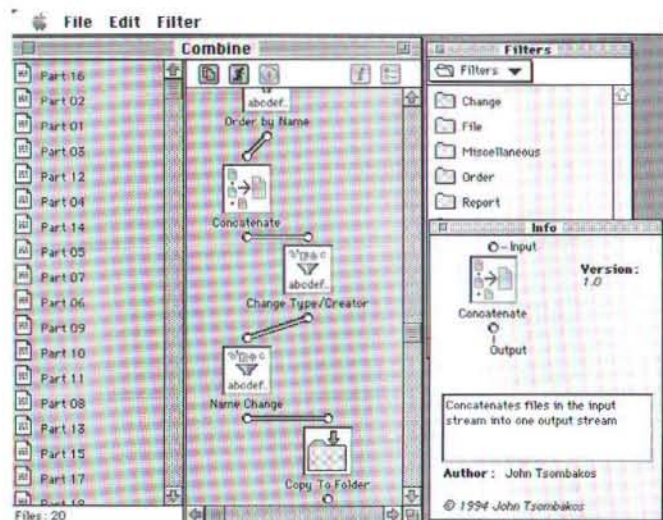 File Edit Filter
Combine
Part 16
Part 02
Part 01
Part 03
Part 12
Part 04
Part 14
Part 05
Part 07
Part 06
Part 09
Part 10
Part 11
Part 08
Part 13
Part 15
Part 17
Part 18
Files: 20
abcdef..
Order by Name
Concatenate
abcdef..
Change Type/Creator
abcdef..
Name Change
Copy To Folder
Filters
Filters
Change
File
Miscellaneous
Order
Report
Info
Input
Version:
1.0
Concatenate
Output
Concatenates files in the input
stream into one output stream
Author: John Tsombakos
© 1994 John Tsombakos